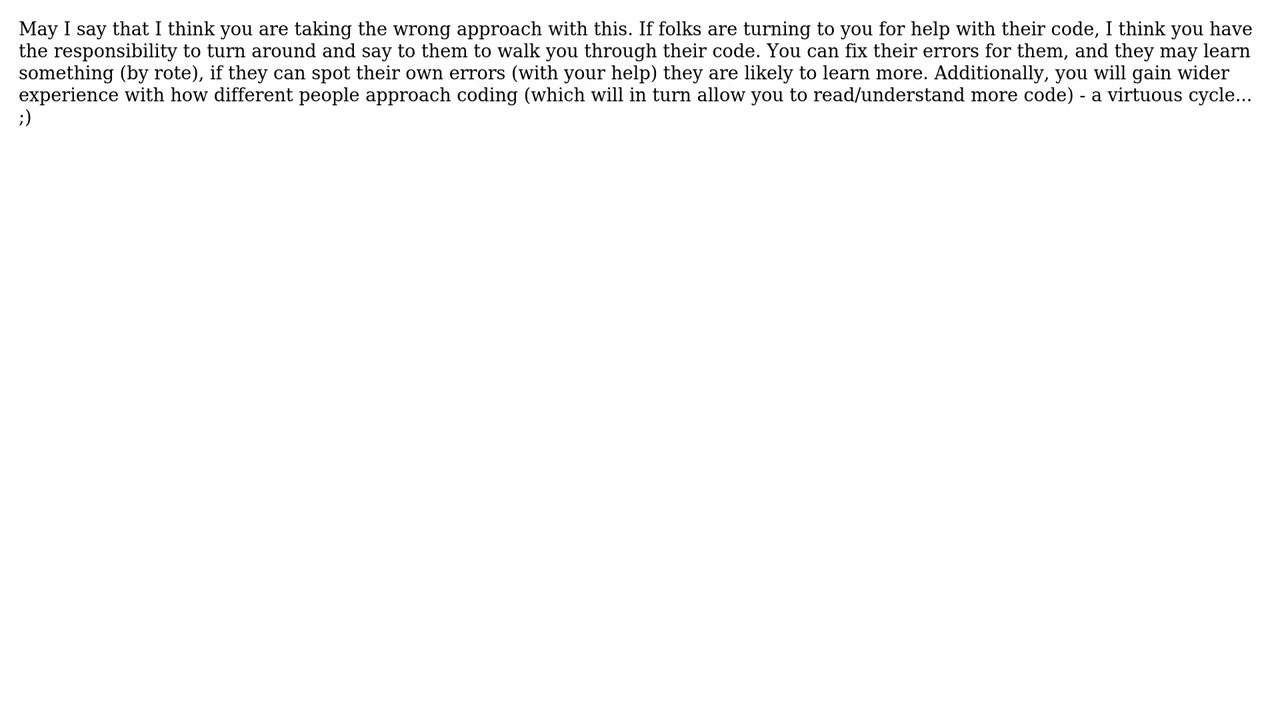 May I say that I think you are taking the wrong approach with this. If folks are turning to you for help with their code, I think you have
the responsibility to turn around and say to them to walk you through their code. You can fix their errors for them, and they may learn
something (by rote), if they can spot their own errors (with your help) they are likely to learn more. Additionally, you will gain wider
experience with how different people approach coding (which will in turn allow you to read/understand more code) - a virtuous cycle...
;)